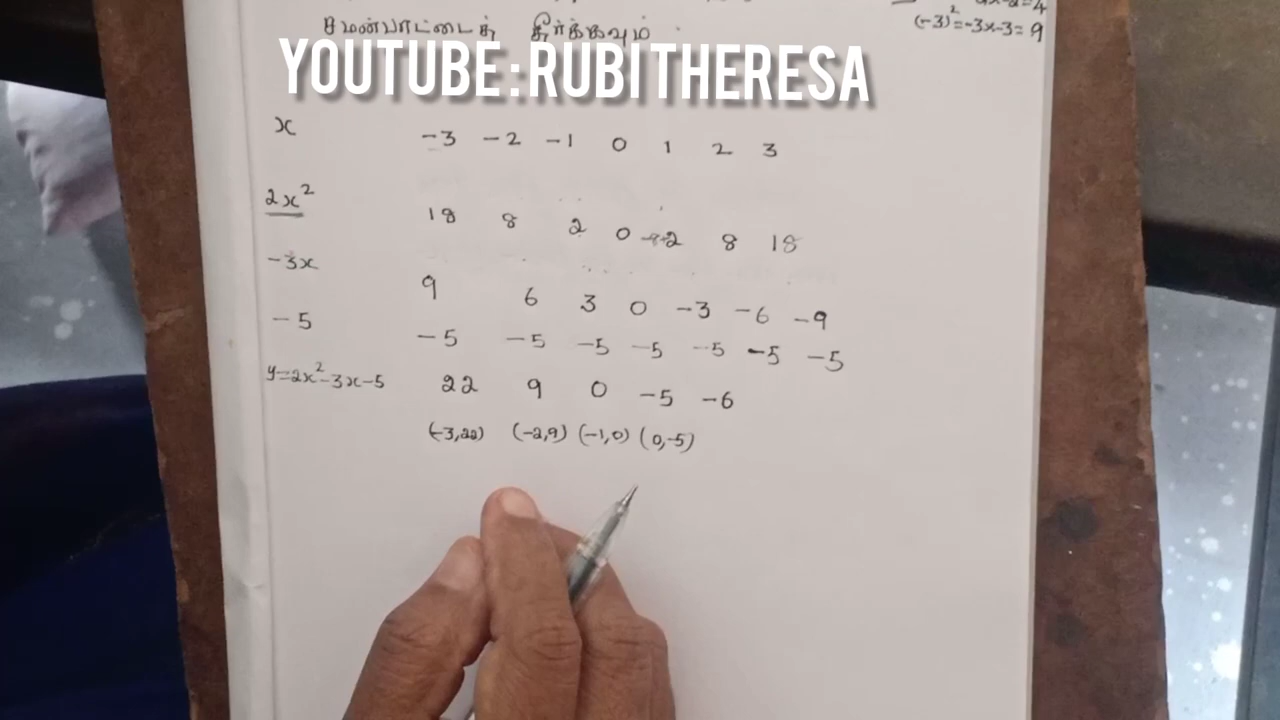 சமன்பாட்டைத் தீர்க்கவும்
(-3)²=-3x-3=9
YOUTUBE : RUBI THERESA
x -3 -2 -1 0 1 2 3
2x² 18 8 2 0 2 8 18
-3x 9 6 3 0 -3 -6 -9
-5 -5 -5 -5 -5 -5 -5 -5
y=2x²-3x-5 22 9 0 -5 -6
(-3,22) (-2,9) (-1,0) (0,-5)